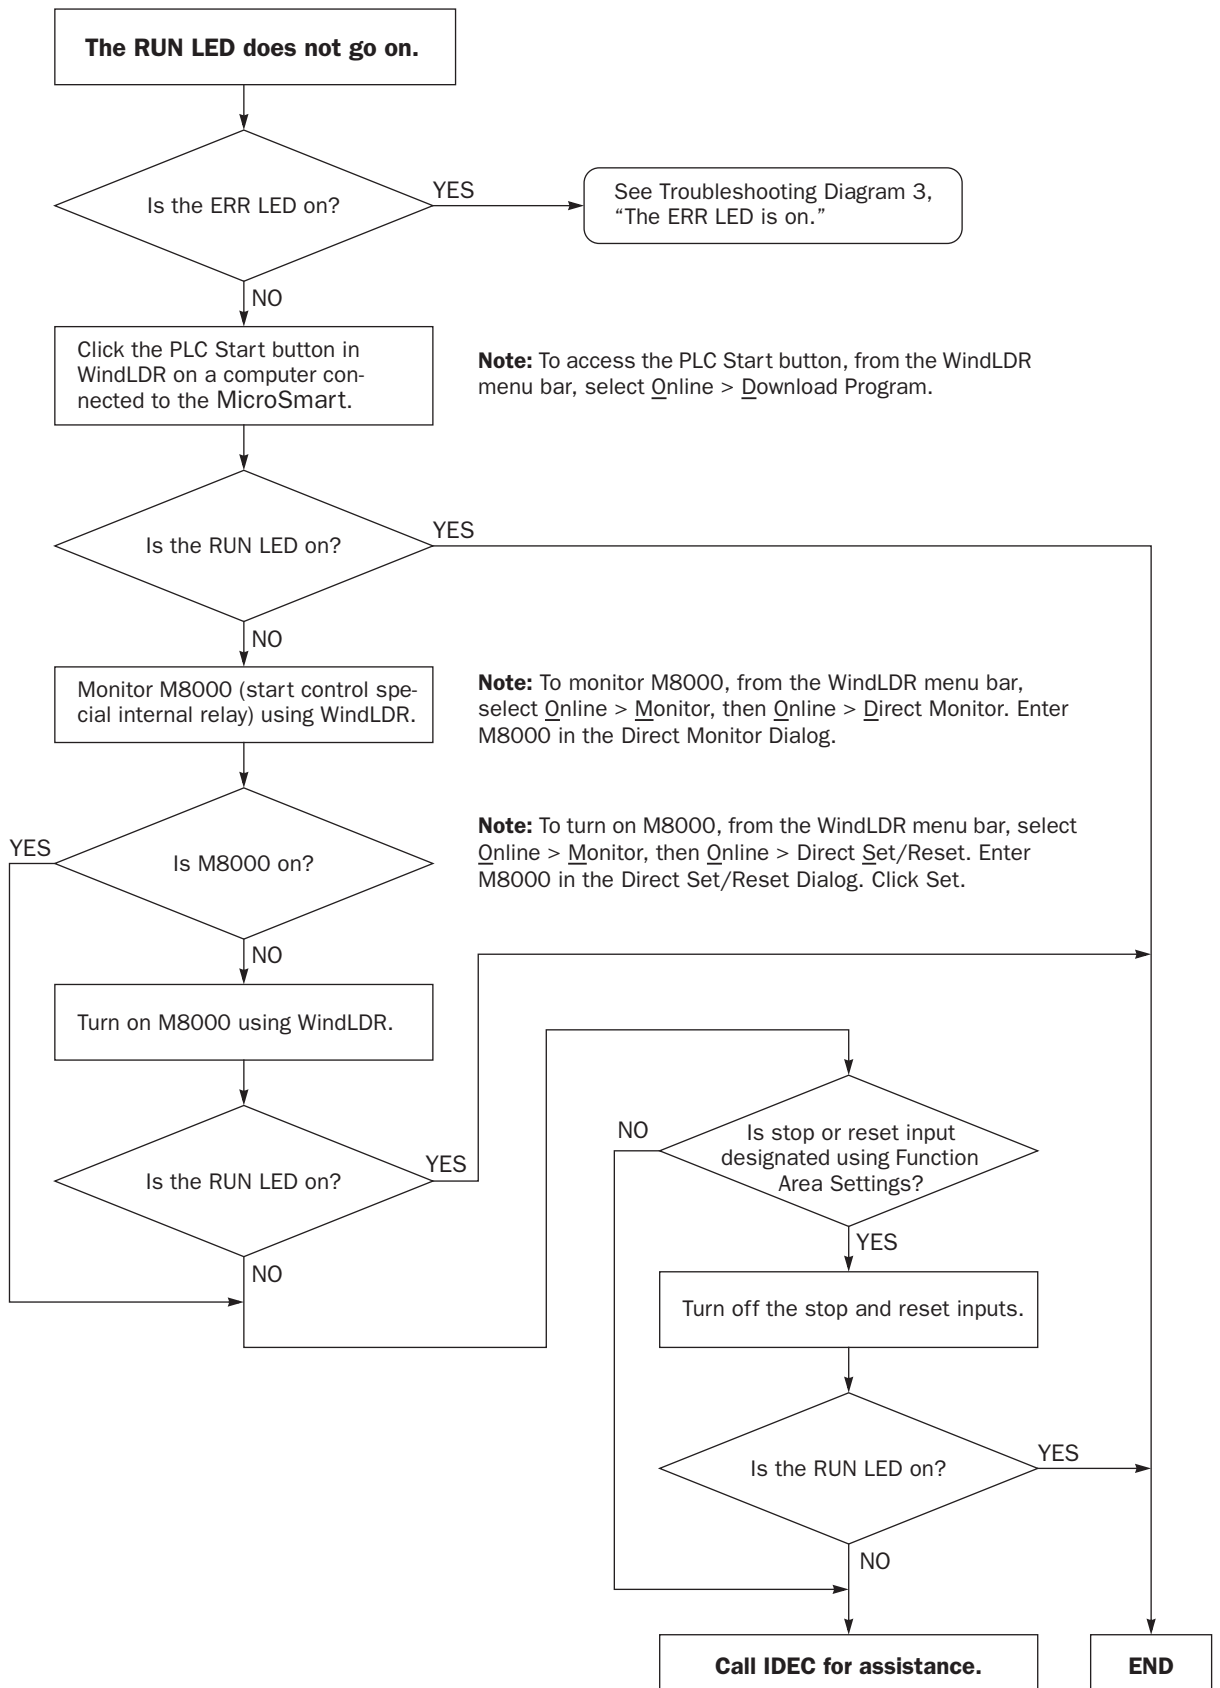 The RUN LED does not go on.
Is the ERR LED on?
YES
See Troubleshooting Diagram 3,
“The ERR LED is on.”
NO
Click the PLC Start button in
WindLDR on a computer con-
nected to the MicroSmart.
Note: To access the PLC Start button, from the WindLDR
menu bar, select Online > Download Program.
Is the RUN LED on?
YES
NO
Monitor M8000 (start control spe-
cial internal relay) using WindLDR.
Note: To monitor M8000, from the WindLDR menu bar,
select Online > Monitor, then Online > Direct Monitor. Enter
M8000 in the Direct Monitor Dialog.
YES
Is M8000 on?
Note: To turn on M8000, from the WindLDR menu bar, select
Online > Monitor, then Online > Direct Set/Reset. Enter
M8000 in the Direct Set/Reset Dialog. Click Set.
NO
Turn on M8000 using WindLDR.
Is the RUN LED on?
YES
NO
NO
Is stop or reset input
designated using Function
Area Settings?
YES
Turn off the stop and reset inputs.
Is the RUN LED on?
YES
NO
Call IDEC for assistance.
END